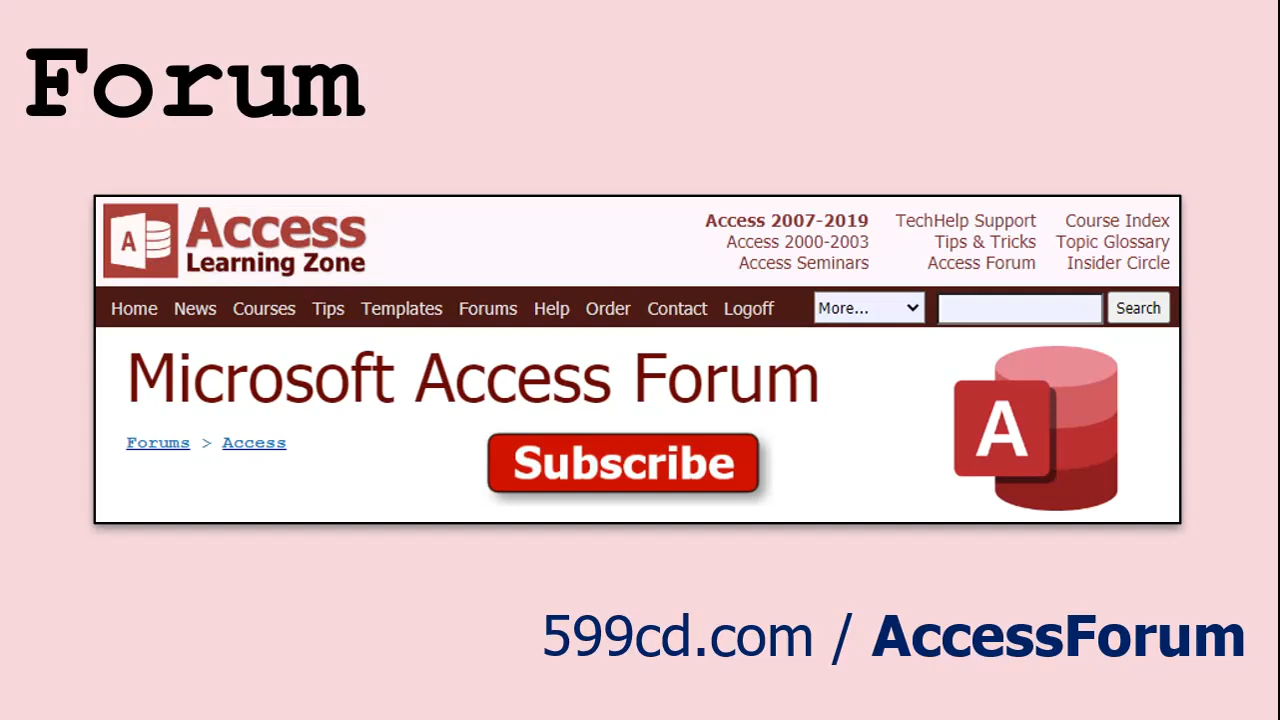 Forum
A
Access
Learning Zone
Access 2007-2019 TechHelp Support Course Index
Access 2000-2003 Tips & Tricks Topic Glossary
Access Seminars Access Forum Insider Circle
Home News Courses Tips Templates Forums Help Order Contact Logoff More... Search
Microsoft Access Forum
Forums > Access
Subscribe
A
599cd.com / AccessForum